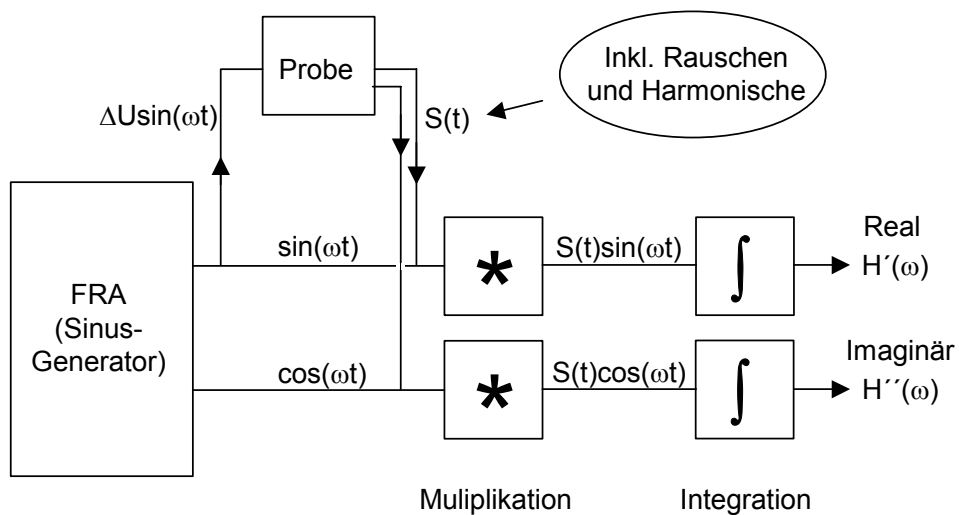 Probe
Inkl. Rauschen
und Harmonische
ΔUsin(ωt)
S(t)
FRA
(Sinus-
Generator)
sin(ωt)
*
S(t)sin(ωt)
∫
Real
H´(ω)
cos(ωt)
*
S(t)cos(ωt)
∫
Imaginär
H´´(ω)
Muliplikation
Integration